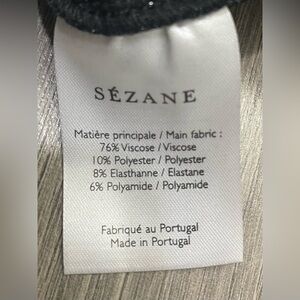 SÉZANE
Matière principale / Main fabric :
76% Viscose / Viscose
10% Polyester / Polyester
8% Elasthanne / Elastane
6% Polyamide / Polyamide
Fabriqué au Portugal
Made in Portugal